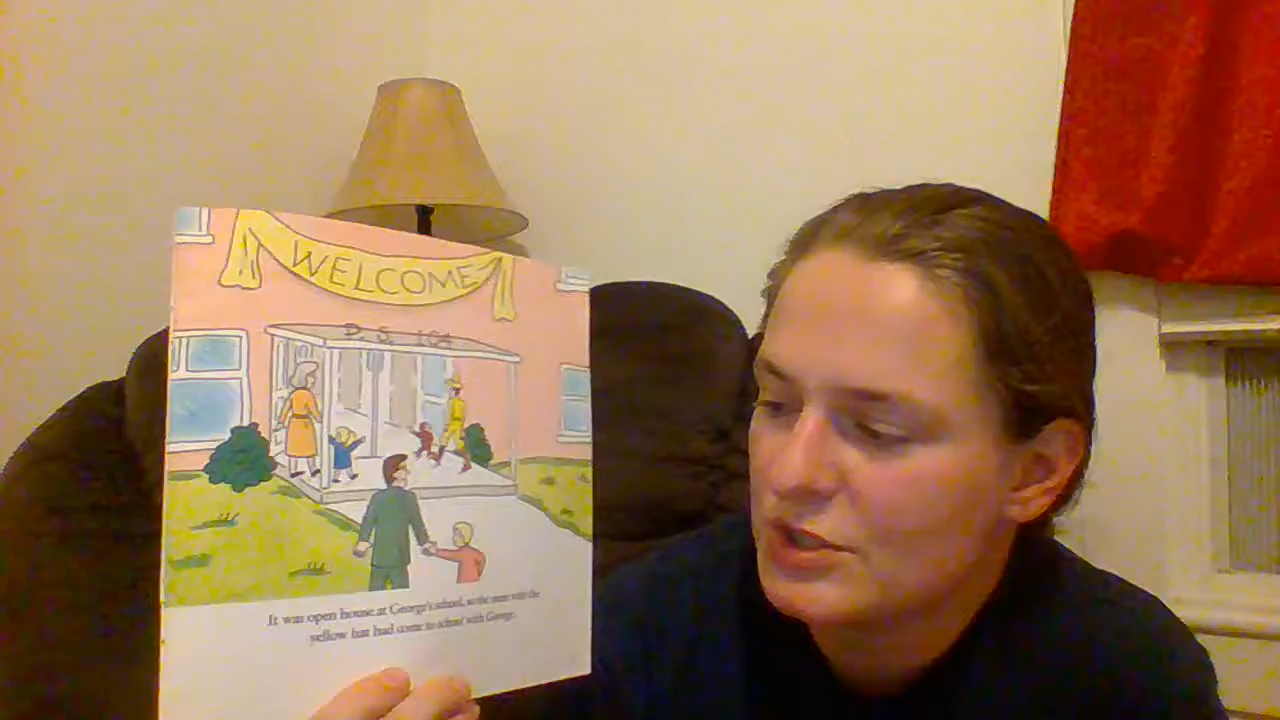 WELCOME
P. S. 101
It was open house at George's school, so the man with the
yellow hat had come to school with George.